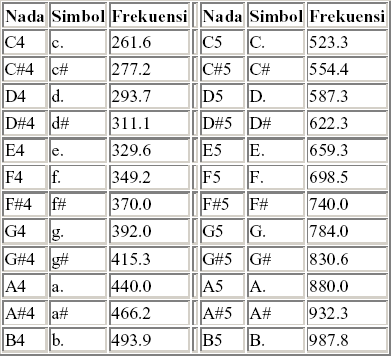 Nada Simbol Frekuensi Nada Simbol Frekuensi
C4 c. 261.6 C5 C. 523.3
C#4 c# 277.2 C#5 C# 554.4
D4 d. 293.7 D5 D. 587.3
D#4 d# 311.1 D#5 D# 622.3
E4 e. 329.6 E5 E. 659.3
F4 f. 349.2 F5 F. 698.5
F#4 f# 370.0 F#5 F# 740.0
G4 g. 392.0 G5 G. 784.0
G#4 g# 415.3 G#5 G# 830.6
A4 a. 440.0 A5 A. 880.0
A#4 a# 466.2 A#5 A# 932.3
B4 b. 493.9 B5 B. 987.8